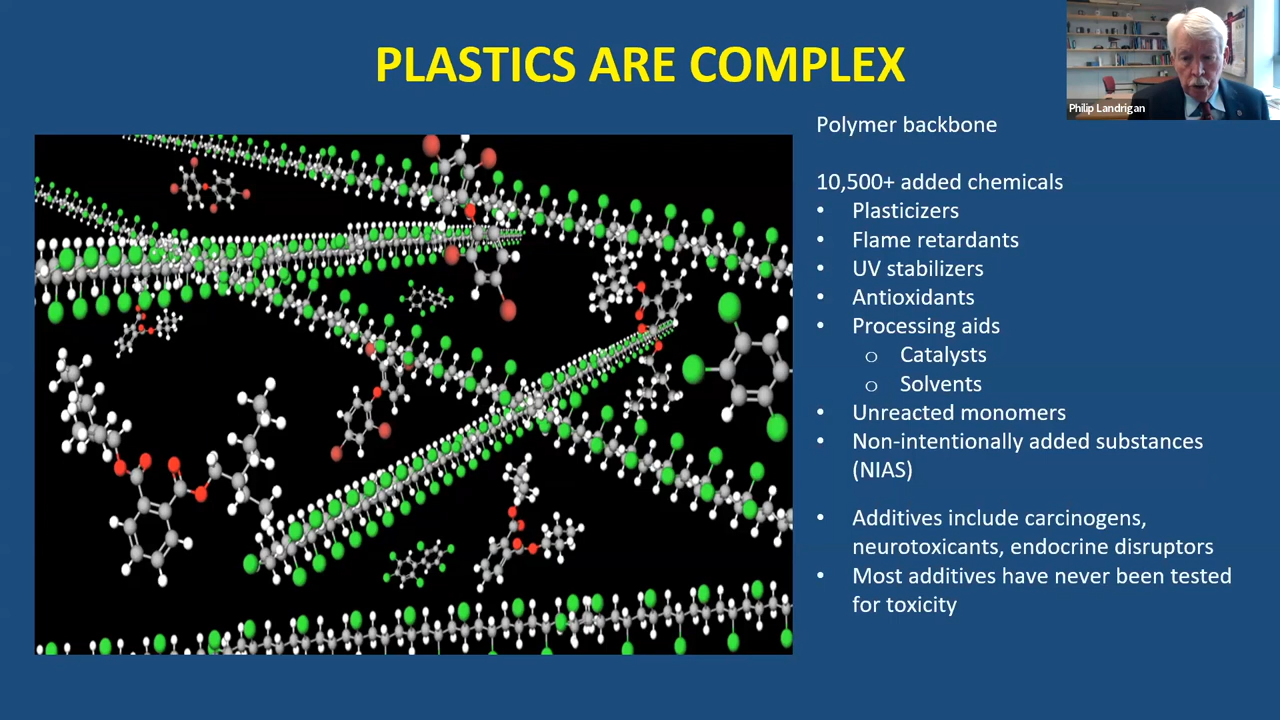 PLASTICS ARE COMPLEX
Philip Landrigan
Polymer backbone
10,500+ added chemicals
• Plasticizers
• Flame retardants
• UV stabilizers
• Antioxidants
• Processing aids
o Catalysts
o Solvents
• Unreacted monomers
• Non-intentionally added substances
(NIAS)
• Additives include carcinogens,
neurotoxicants, endocrine disruptors
• Most additives have never been tested
for toxicity